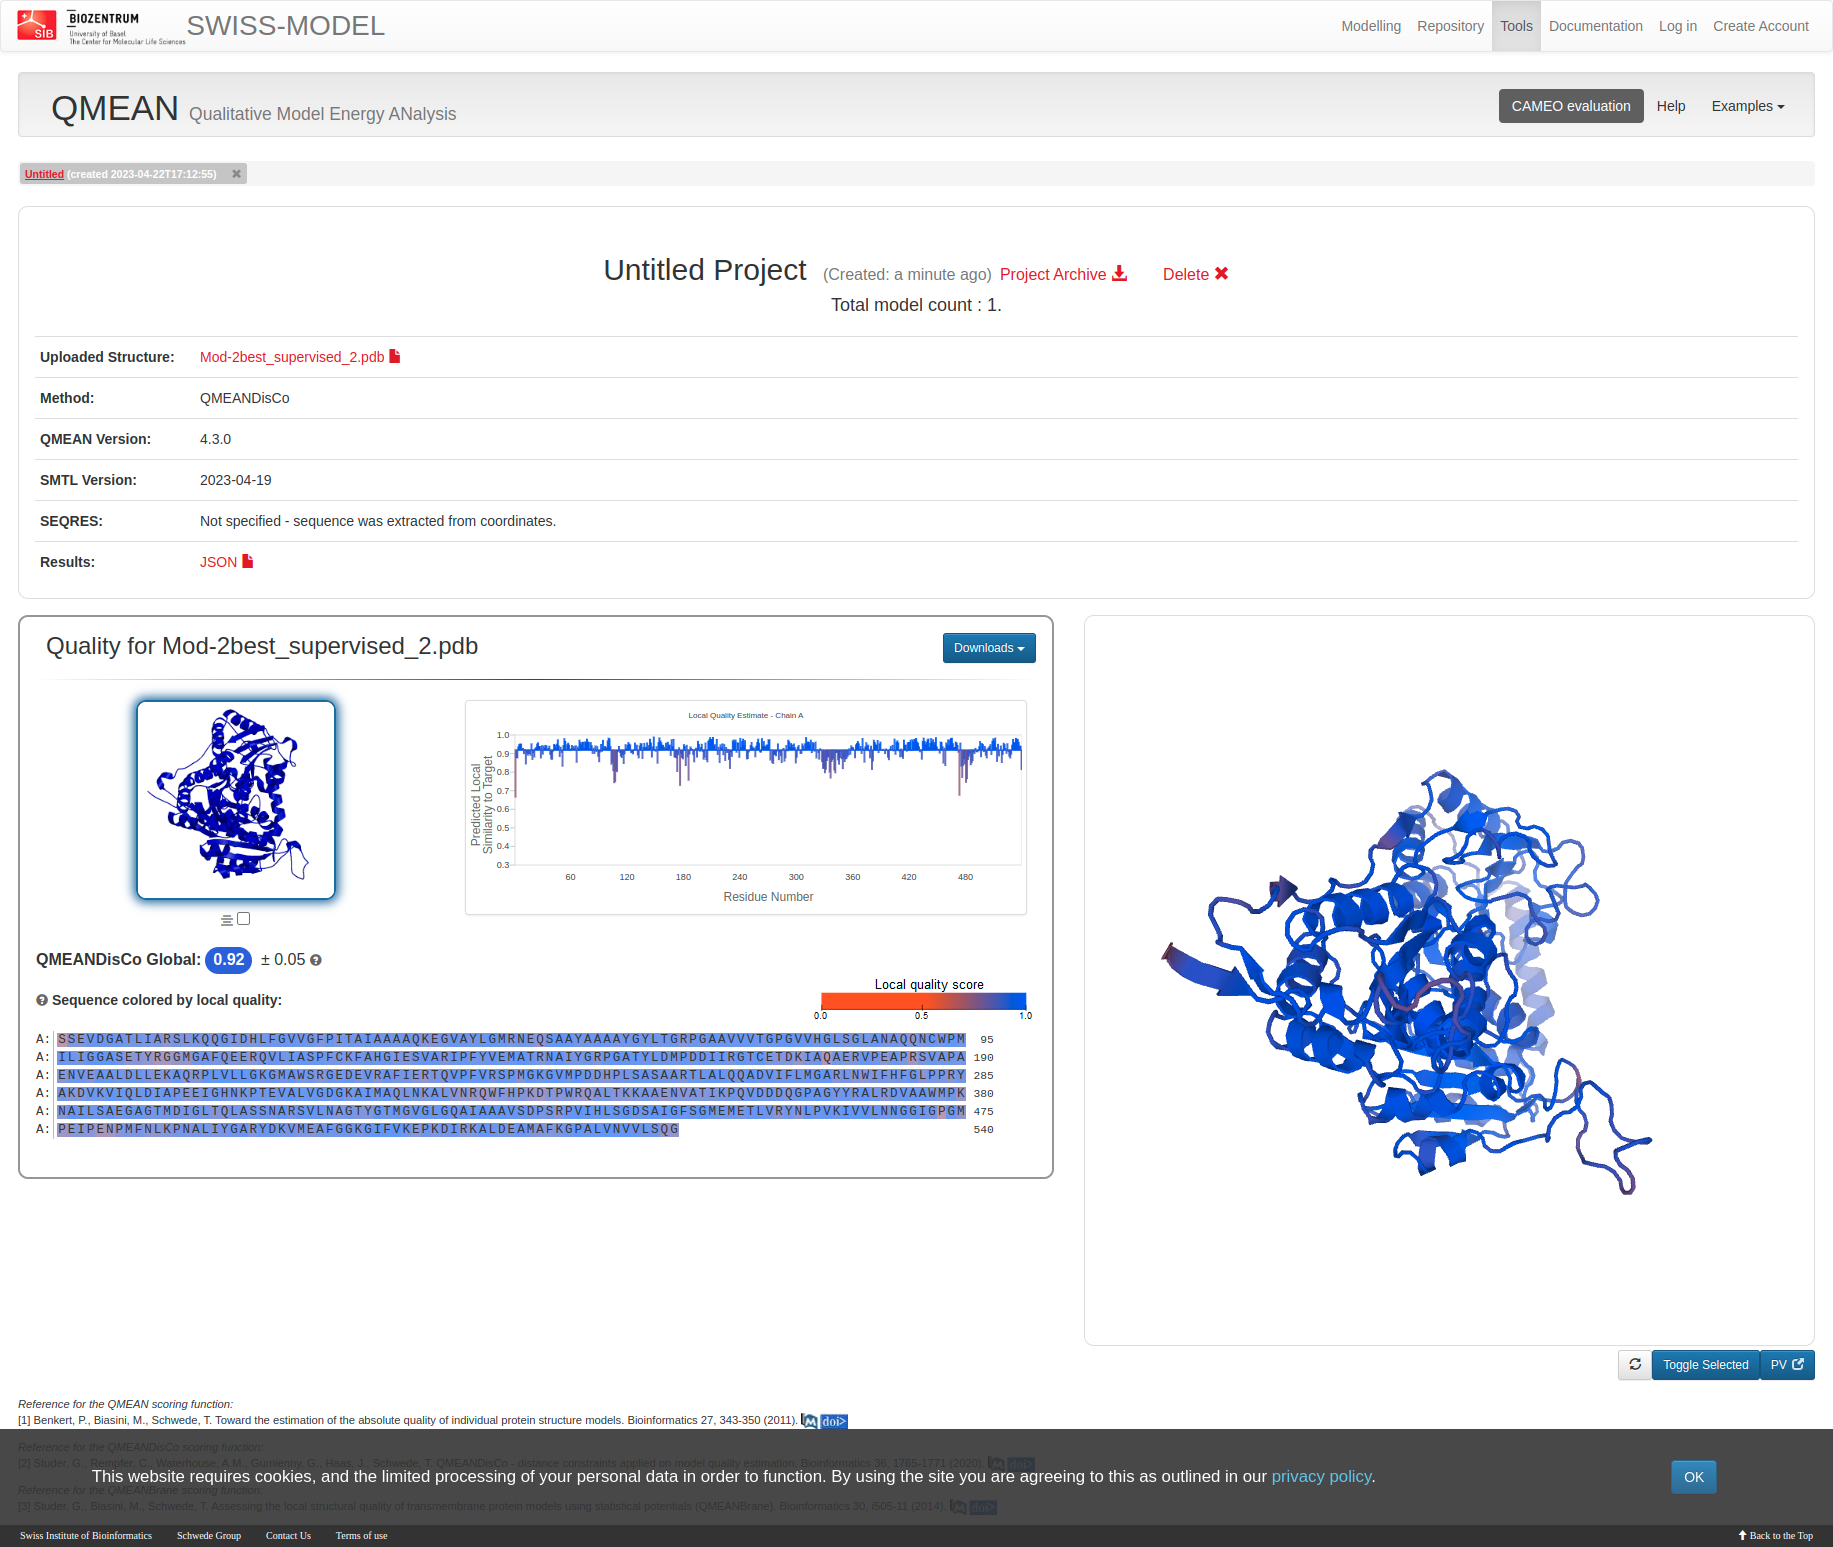 SIB
BIOZENTRUM
University of Basel
The Center for Molecular Life Sciences
SWISS-MODEL
Modelling Repository Tools Documentation Log in Create Account
QMEAN Qualitative Model Energy ANalysis
CAMEO evaluation Help Examples
Untitled (created 2023-04-22T17:12:55)
Untitled Project (Created: a minute ago) Project Archive Delete
Total model count : 1.
Uploaded Structure: Mod-2best_supervised_2.pdb
Method: QMEANDisCo
QMEAN Version: 4.3.0
SMTL Version: 2023-04-19
SEQRES: Not specified - sequence was extracted from coordinates.
Results: JSON
Quality for Mod-2best_supervised_2.pdb
Downloads
Local Quality Estimate - Chain A
Predicted Local
Similarity to Target
1.0
0.9
0.8
0.7
0.6
0.5
0.4
0.3
60 120 180 240 300 360 420 480
Residue Number
QMEANDisCo Global: 0.92 ± 0.05
Sequence colored by local quality:
Local quality score
0.0 0.5 1.0
A: SSEVDGATLIARSLKQQGIDHLFGVVGFPITAIAAAAQKEGVAYLGMRNEQSAAYAAAAYGYLTGRPGAAVVVTGPGVVHGLSGLANAQQNCWPM 95
A: ILIGGASETYRGGMGAFQEERQVLIASPFCKFAHGIESVARIPFYVEMATRNAIYGRPGATYLDMPDDIIRGTCETDKIAQAERVPEAPRSVAPA 190
A: ENVEAALDLLEKAQRPLVLLGKGMAWSRGEDEVRAFIERTQVPFVRSPMGKGVMPDDHPLSASAARTLALQQADVIFLMGARLNWIFHFGLPPRY 285
A: AKDVKVIQLDIAPEEIGHNKPTEVALVGDGKAIMAQLNKALVNRQWFHPKDTPWRQALTKKAAENVATIKPQVDDDQGPAGYYRALRDVAAWMPK 380
A: NAILSAEGAGTMDIGLTQLASSNARSVLNAGTYGTMGVGLGQAIAAAVSDPSRPVIHLSGDSAIGFSGMEMETLVRYNLPVKIVVLNNGGIGPGM 475
A: PEIPENPMFNLKPNALIYGARYDKVMEAFGGKGIFVKEPKDIRKALDEAMAFKGPALVNVVLSQG 540
Toggle Selected PV
Reference for the QMEAN scoring function:
[1] Benkert, P., Biasini, M., Schwede, T. Toward the estimation of the absolute quality of individual protein structure models. Bioinformatics 27, 343-350 (2011). M doi>
Reference for the QMEANDisCo scoring function:
[2] Studer, G., Rempfer, C., Waterhouse, A.M., Gumienny, G., Haas, J., Schwede, T. QMEANDisCo - distance constraints applied on model quality estimation. Bioinformatics 36, 1765-1771 (2020). M doi>
This website requires cookies, and the limited processing of your personal data in order to function. By using the site you are agreeing to this as outlined in our privacy policy. OK
Reference for the QMEANBrane scoring function:
[3] Studer, G., Biasini, M., Schwede, T. Assessing the local structural quality of transmembrane protein models using statistical potentials (QMEANBrane). Bioinformatics 30, i505-11 (2014). M doi>
Swiss Institute of Bioinformatics Schwede Group Contact Us Terms of use Back to the Top